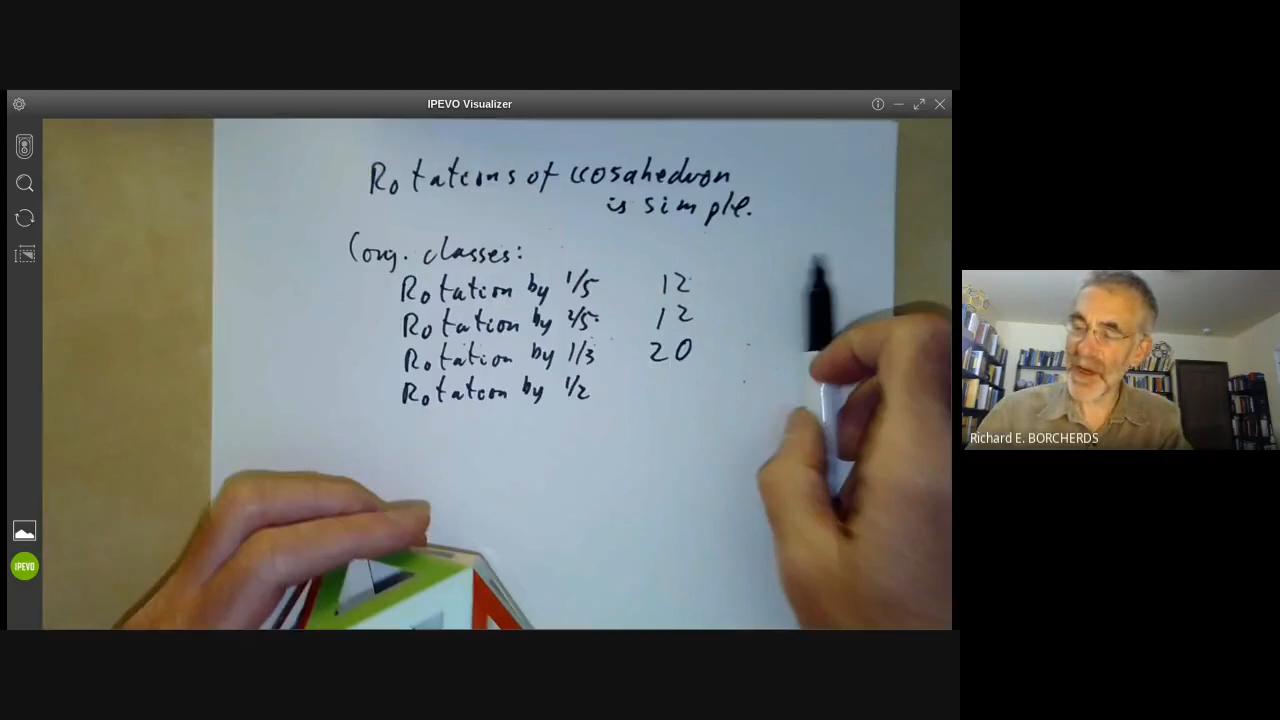 IPEVO Visualizer
Rotations of icosahedron
is simple.
Conj. classes:
Rotation by 1/5 12
Rotation by 2/5. 12
Rotation by 1/3 20
Rotation by 1/2
Richard E. BORCHERDS
IPEVO